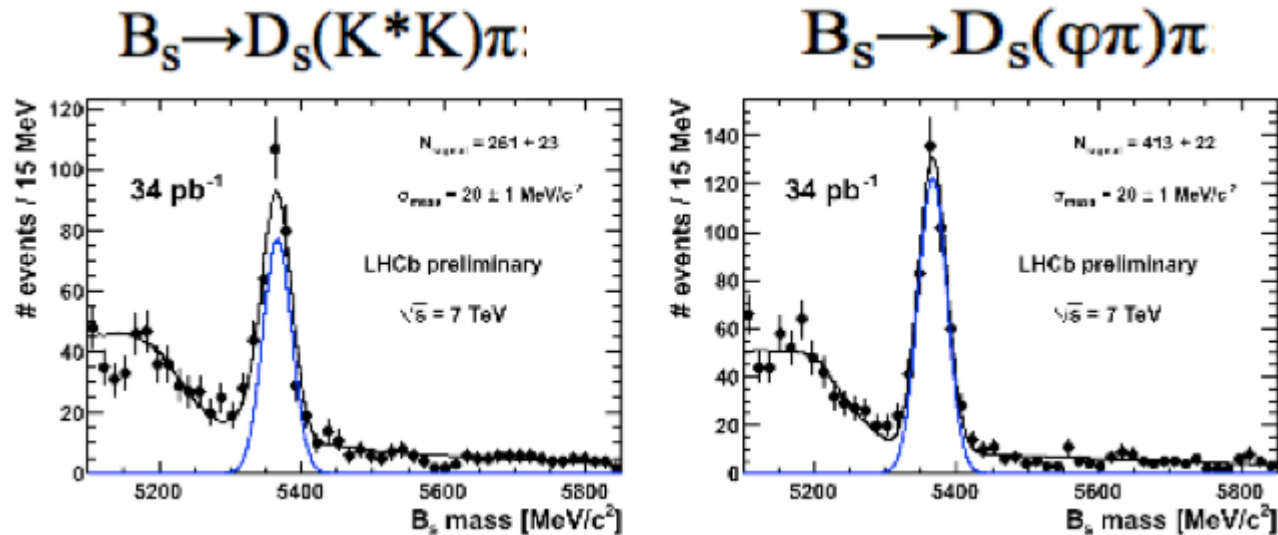 Bₛ→Dₛ(K*K)π:
Bₛ→Dₛ(φπ)π:
# events / 15 MeV
120
100
80
60
40
20
0
34 pb⁻¹
N = 261 + 23
σmass = 20 ± 1 MeV/c²
LHCb preliminary
√s = 7 TeV
5200 5400 5600 5800
Bₛ mass [MeV/c²]
# events / 15 MeV
140
120
100
80
60
40
20
0
34 pb⁻¹
N = 413 + 22
σmass = 20 ± 1 MeV/c²
LHCb preliminary
√s = 7 TeV
5200 5400 5600 5800
Bₛ mass [MeV/c²]